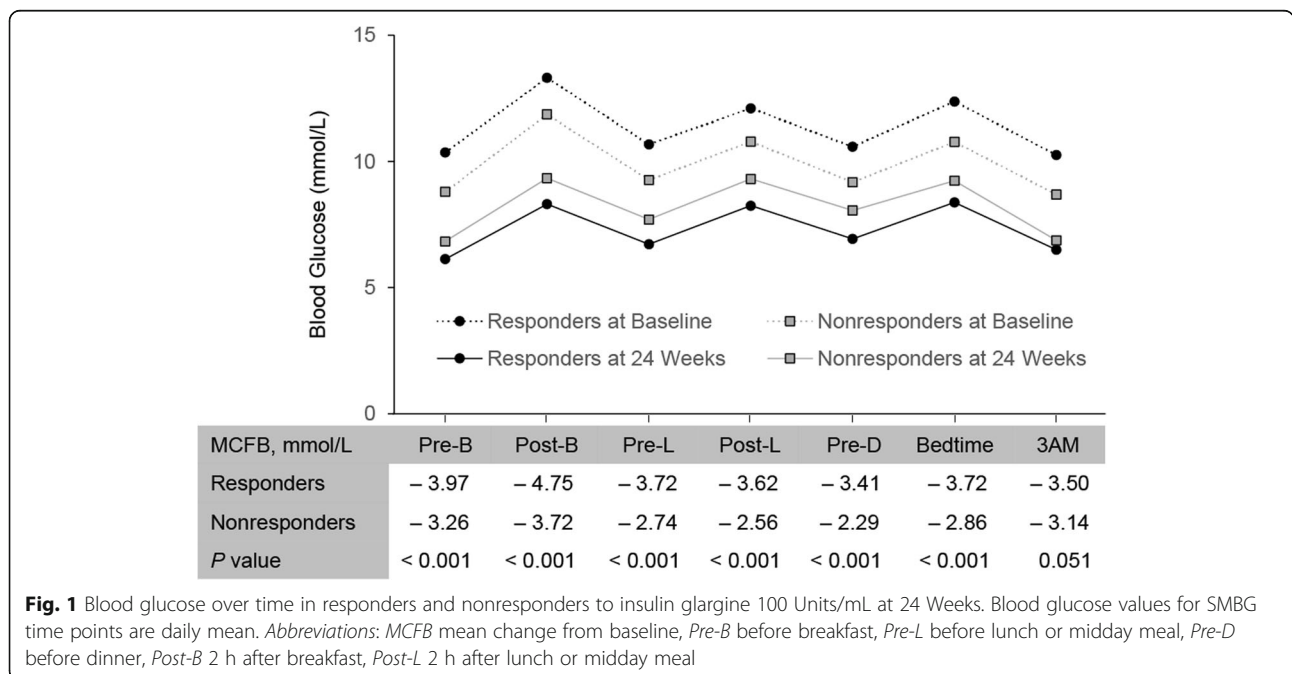 15
10
5
0
Blood Glucose (mmol/L)
Responders at Baseline Nonresponders at Baseline
Responders at 24 Weeks Nonresponders at 24 Weeks
MCFB, mmol/L Pre-B Post-B Pre-L Post-L Pre-D Bedtime 3AM
Responders – 3.97 – 4.75 – 3.72 – 3.62 – 3.41 – 3.72 – 3.50
Nonresponders – 3.26 – 3.72 – 2.74 – 2.56 – 2.29 – 2.86 – 3.14
P value < 0.001 < 0.001 < 0.001 < 0.001 < 0.001 < 0.001 0.051
Fig. 1 Blood glucose over time in responders and nonresponders to insulin glargine 100 Units/mL at 24 Weeks. Blood glucose values for SMBG
time points are daily mean. Abbreviations: MCFB mean change from baseline, Pre-B before breakfast, Pre-L before lunch or midday meal, Pre-D
before dinner, Post-B 2 h after breakfast, Post-L 2 h after lunch or midday meal